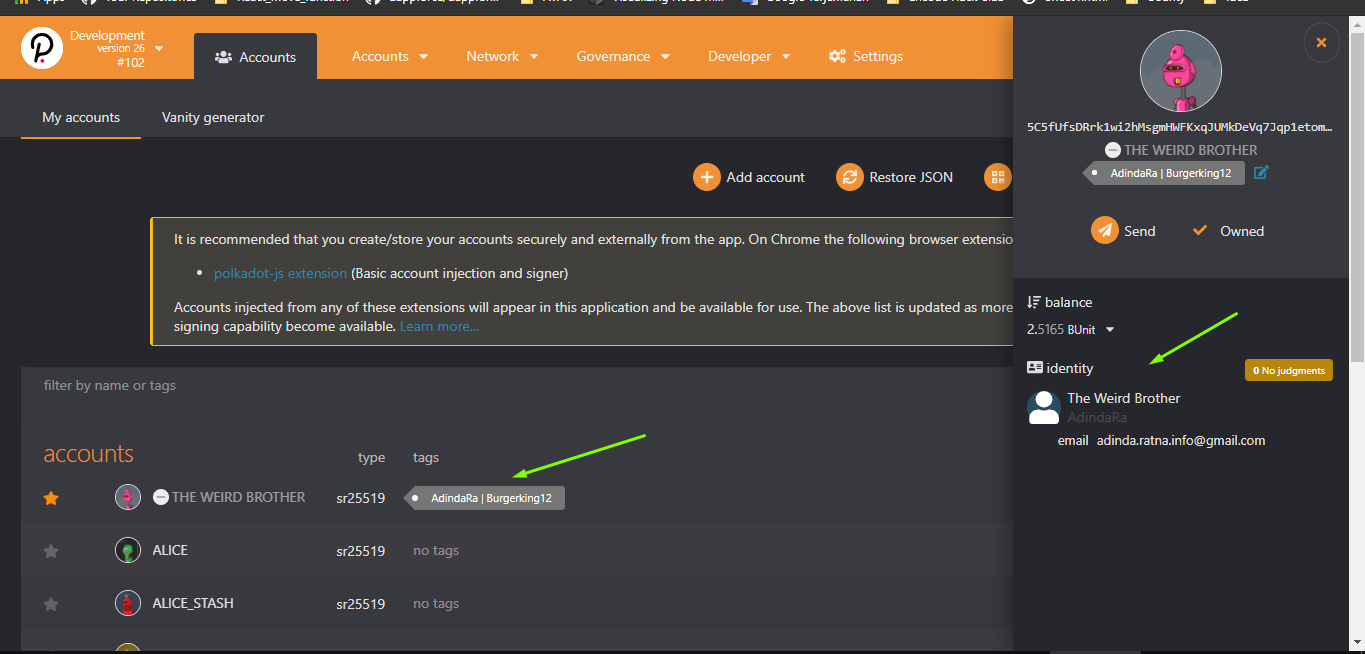 Development
version 26
#102
Accounts
Accounts
Network
Governance
Developer
Settings
My accounts
Vanity generator
Add account
Restore JSON
It is recommended that you create/store your accounts securely and externally from the app. On Chrome the following browser extensio
polkadot-js extension (Basic account injection and signer)
Accounts injected from any of these extensions will appear in this application and be available for use. The above list is updated as more
signing capability become available. Learn more...
filter by name or tags
accounts
type
tags
THE WEIRD BROTHER
sr25519
AdindaRa | Burgerking12
ALICE
sr25519
no tags
ALICE_STASH
sr25519
no tags
5C5fUfsDRrk1wi2hMsgmHWFKxqJUMkDeVq7Jqp1etom…
THE WEIRD BROTHER
AdindaRa | Burgerking12
Send
Owned
balance
2.5165 BUnit
identity
0 No judgments
The Weird Brother
AdindaRa
email adinda.ratna.info@gmail.com